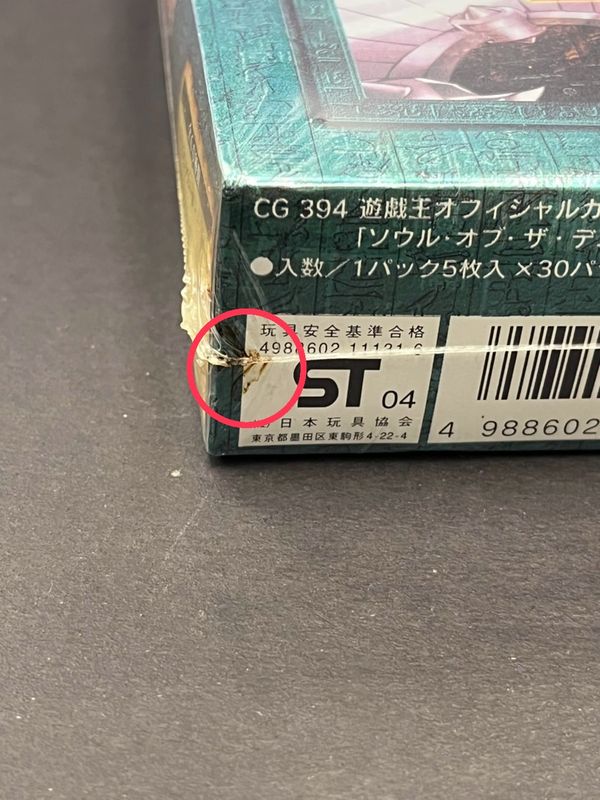 CG 394 遊戯王オフィシャルカ
「ソウル・オブ・ザ・デ
●入数/1パック5枚入×30パ
玩具安全基準合格
4988602 11131 6
ST 04
日本玩具協会
東京都墨田区東駒形4-22-4
4 988602